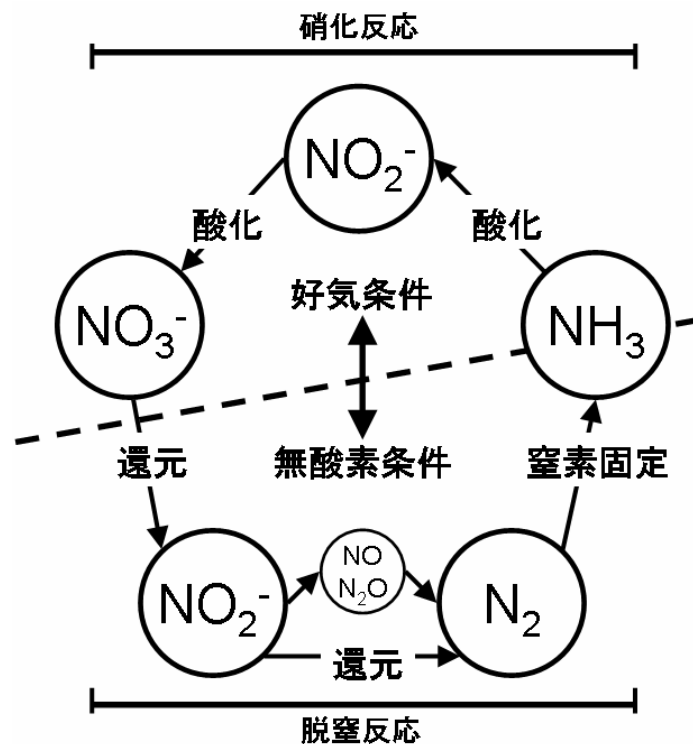 硝化反応
NO₂⁻
酸化
酸化
NO₃⁻
好気条件
NH₃
還元
無酸素条件
窒素固定
NO₂⁻
NO
N₂O
N₂
還元
脱窒反応